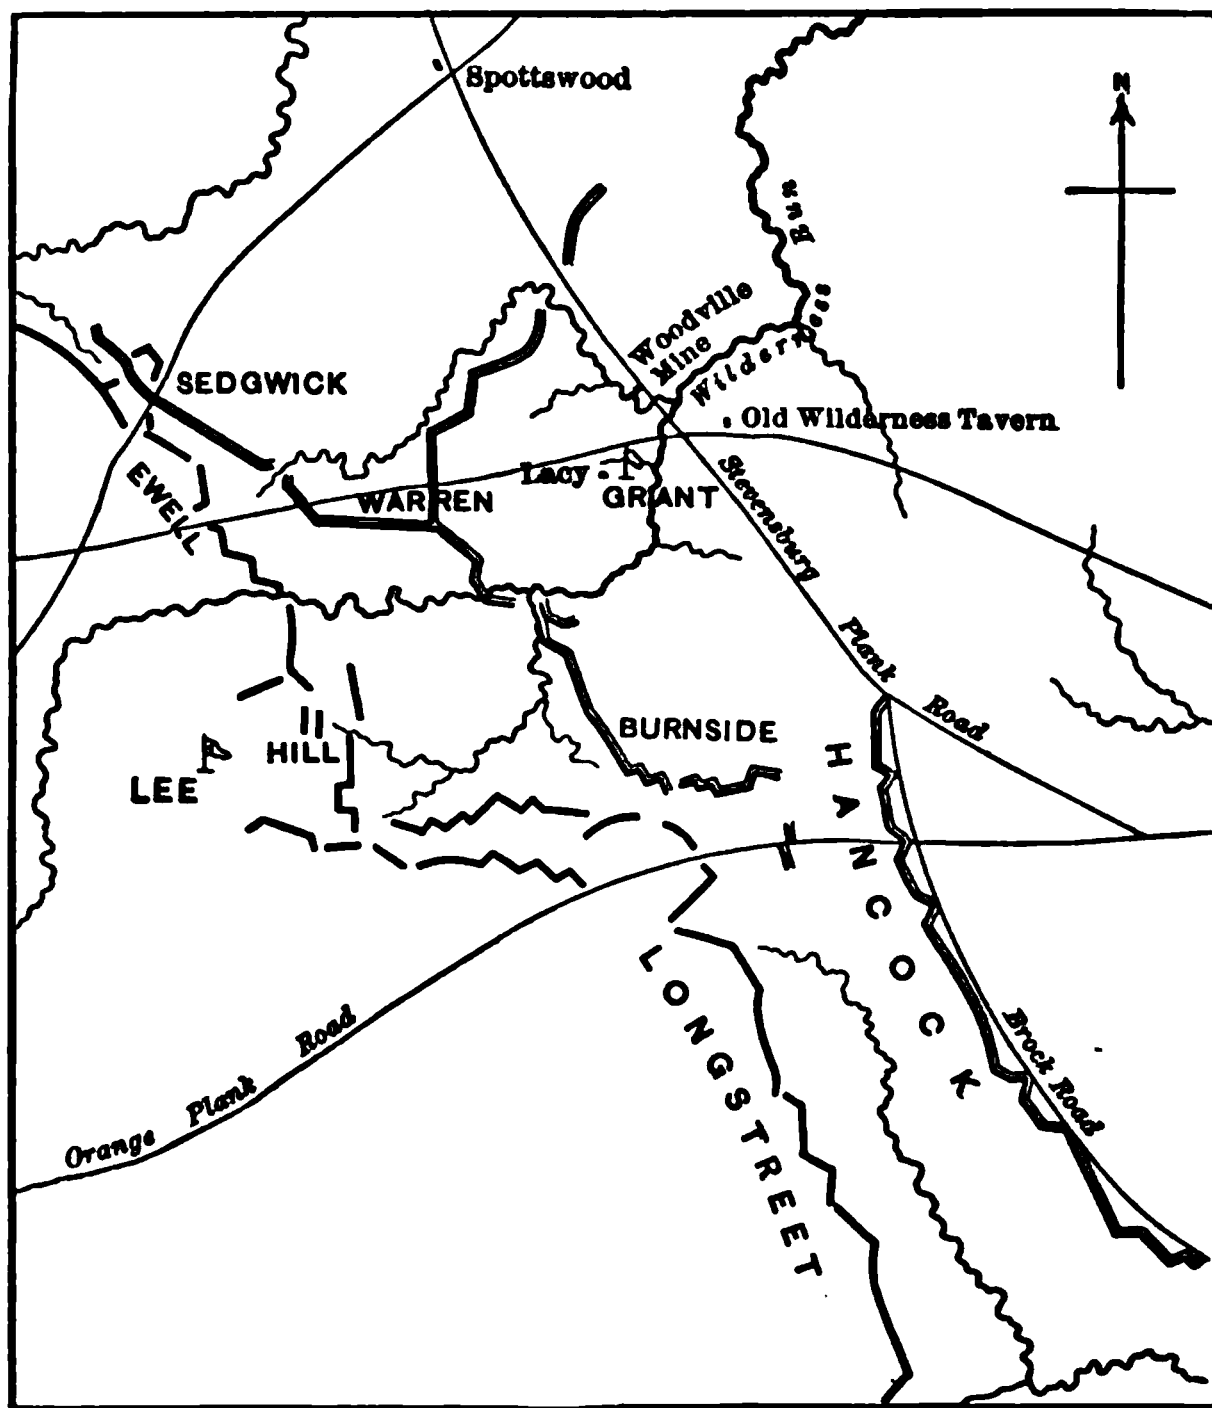 N
Spottswood
Wilderness Run
Woodville
Mine
SEDGWICK
Old Wilderness Tavern
EWELL
WARREN
Lacy
GRANT
Stevensburg Plank Road
BURNSIDE
HILL
LEE
HANCOCK
LONGSTREET
Brock Road
Orange Plank Road